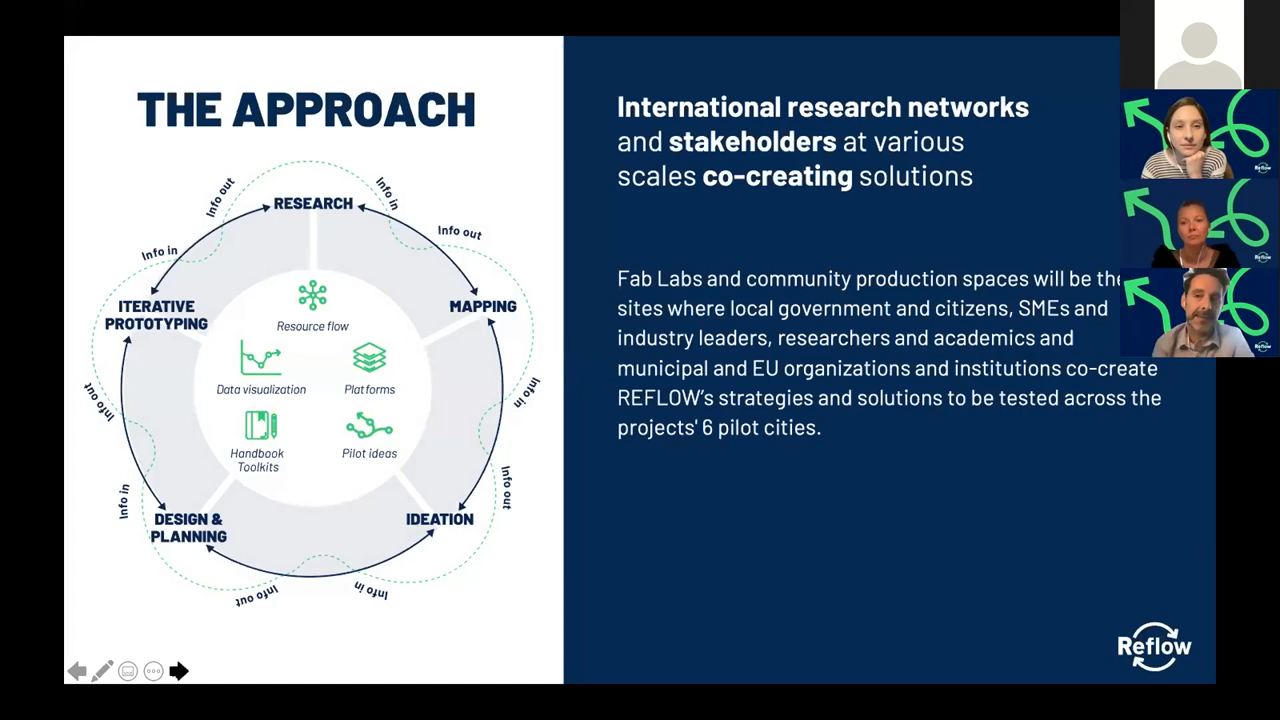 THE APPROACH
Info out
Info in
RESEARCH
Info in
Info out
ITERATIVE
PROTOTYPING
MAPPING
Resource flow
Data visualization
Platforms
Handbook
Toolkits
Pilot ideas
Info out
Info in
Info in
Info out
DESIGN &
PLANNING
IDEATION
Info out
Info in
International research networks
and stakeholders at various
scales co-creating solutions
Fab Labs and community production spaces will be the
sites where local government and citizens, SMEs and
industry leaders, researchers and academics and
municipal and EU organizations and institutions co-create
REFLOW's strategies and solutions to be tested across the
projects' 6 pilot cities.
Reflow
Reflow
Reflow
Reflow